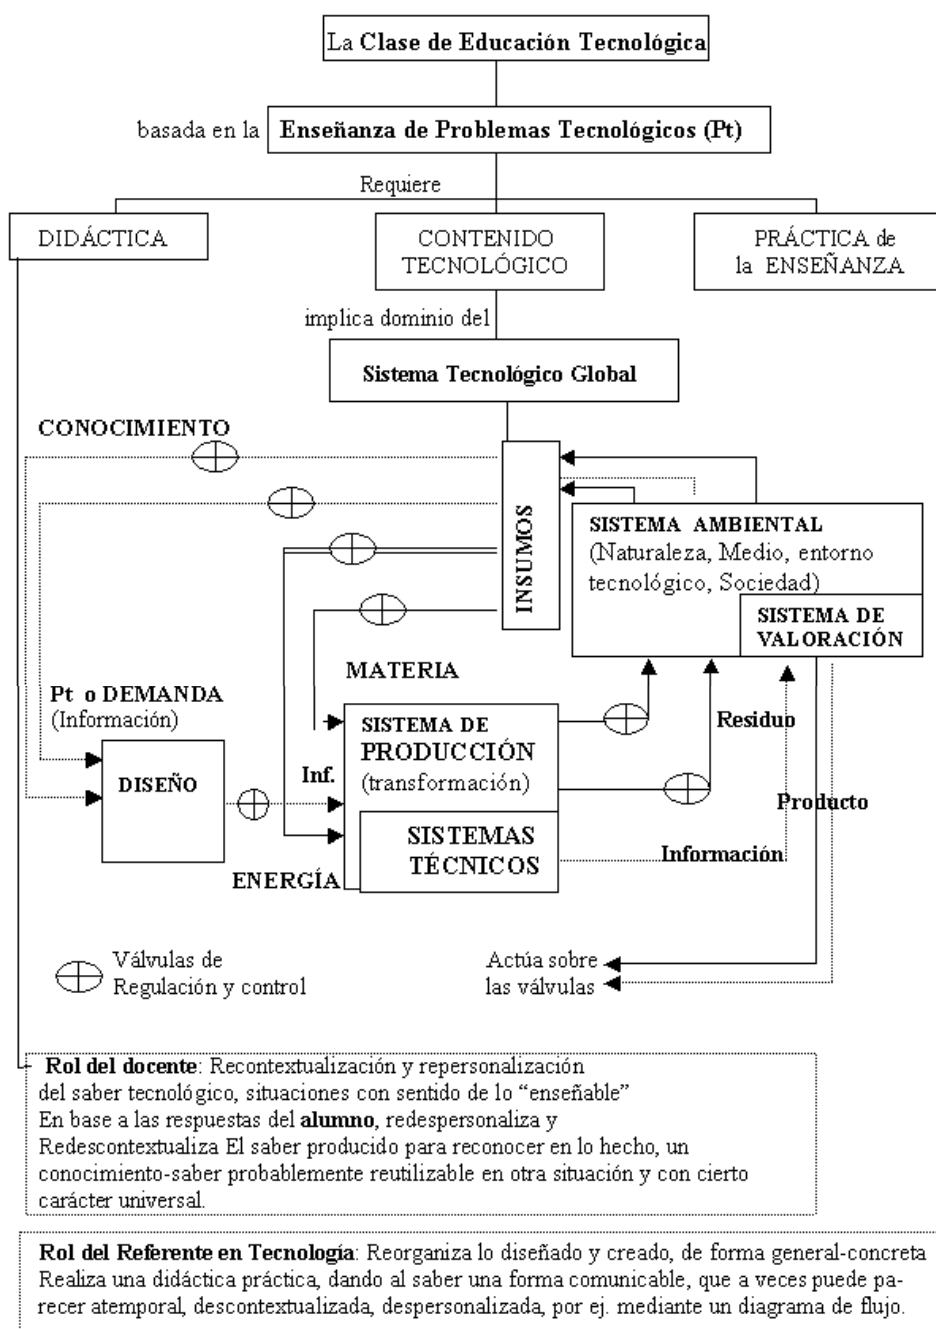 La Clase de Educación Tecnológica
basada en la Enseñanza de Problemas Tecnológicos (Pt)
Requiere
DIDÁCTICA
CONTENIDO
TECNOLÓGICO
PRÁCTICA de
la ENSEÑANZA
implica dominio del
Sistema Tecnológico Global
CONOCIMIENTO
INSUMOS
SISTEMA AMBIENTAL
(Naturaleza, Medio, entorno
tecnológico, Sociedad)
SISTEMA DE
VALORACIÓN
MATERIA
Pt o DEMANDA
(Información)
DISEÑO
Inf.
SISTEMA DE
PRODUCCIÓN
(transformación)
SISTEMAS
TÉCNICOS
ENERGÍA
Residuo
Producto
Información
Válvulas de
Regulación y control
Actúa sobre
las válvulas
Rol del docente: Recontextualización y repersonalización
del saber tecnológico, situaciones con sentido de lo “enseñable”
En base a las respuestas del alumno, redespersonaliza y
Redescontextualiza El saber producido para reconocer en lo hecho, un
conocimiento-saber probablemente reutilizable en otra situación y con cierto
carácter universal.
Rol del Referente en Tecnología: Reorganiza lo diseñado y creado, de forma general-concreta
Realiza una didáctica práctica, dando al saber una forma comunicable, que a veces puede pa-
recer atemporal, descontextualizada, despersonalizada, por ej. mediante un diagrama de flujo.